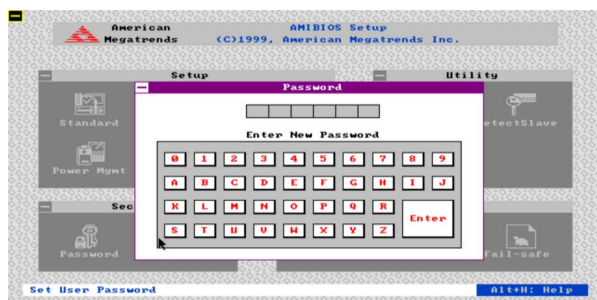 American
Megatrends
AMIBIOS Setup
(C)1999, American Megatrends Inc.
Setup
Utility
Password
Standard
etectSlave
Enter New Password
0 1 2 3 4 5 6 7 8 9
Power Mgmt
A B C D E F G H I J
K L M N O P Q R
Enter
S T U V W X Y Z
Sec
Password
Fail-safe
Set User Password
Alt+H: Help